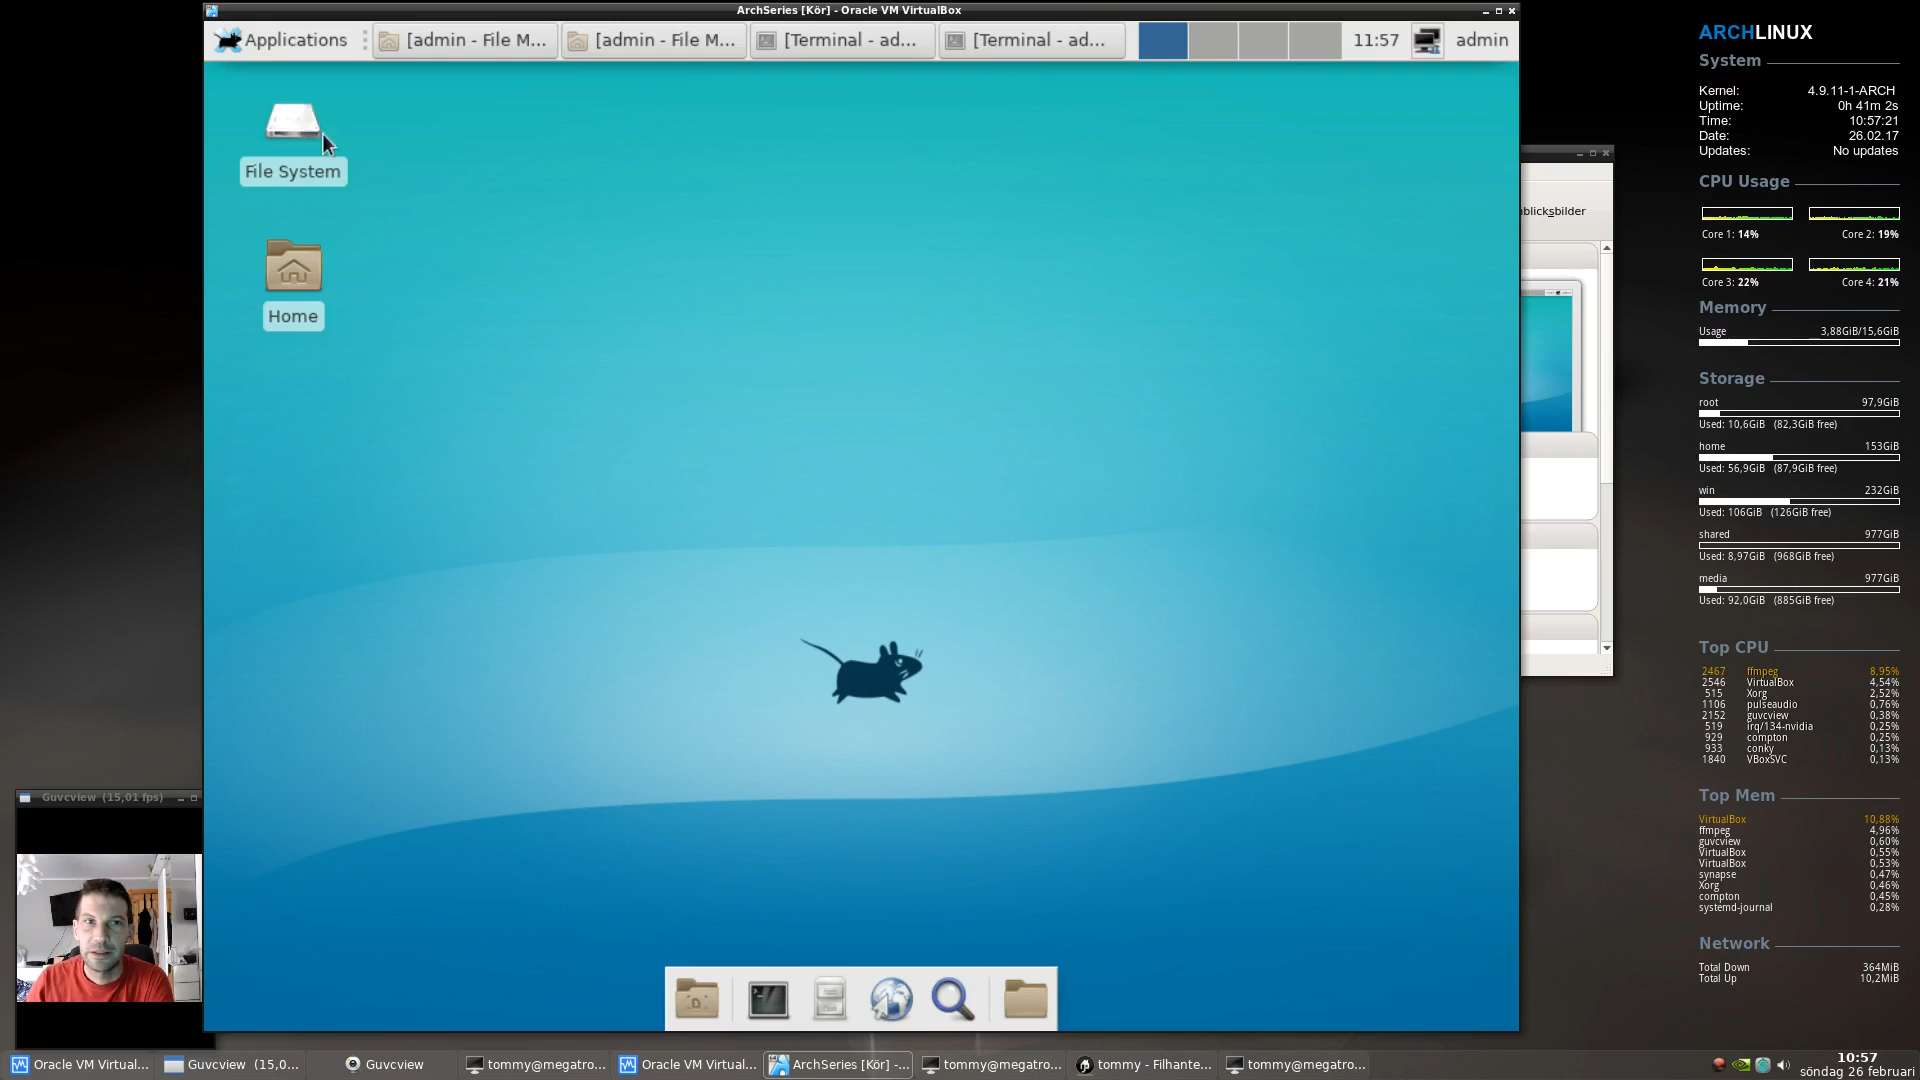 ArchSeries [Kör] - Oracle VM VirtualBox
Applications
[admin - File M...
[admin - File M...
[Terminal - ad...
[Terminal - ad...
11:57
admin
File System
Home
ablicksbilder
ARCHLINUX
System
Kernel: 4.9.11-1-ARCH
Uptime: 0h 41m 2s
Time: 10:57:21
Date: 26.02.17
Updates: No updates
CPU Usage
Core 1: 14% Core 2: 19%
Core 3: 22% Core 4: 21%
Memory
Usage 3,88GiB/15,6GiB
Storage
root 97,9GiB
Used: 10,6GiB (82,3GiB free)
home 153GiB
Used: 56,9GiB (87,9GiB free)
win 232GiB
Used: 106GiB (126GiB free)
shared 977GiB
Used: 8,97GiB (968GiB free)
media 977GiB
Used: 92,0GiB (885GiB free)
Top CPU
2467 ffmpeg 8,95%
2546 VirtualBox 4,54%
515 Xorg 2,52%
1106 pulseaudio 0,76%
2152 guvcview 0,38%
519 irq/134-nvidia 0,25%
929 compton 0,25%
933 conky 0,13%
1840 VBoxSVC 0,13%
Top Mem
VirtualBox 10,88%
ffmpeg 4,96%
guvcview 0,60%
VirtualBox 0,55%
VirtualBox 0,53%
synapse 0,47%
Xorg 0,46%
compton 0,45%
systemd-journal 0,28%
Network
Total Down 364MiB
Total Up 10,2MiB
Guvcview (15,01 fps)
Oracle VM Virtual...
Guvcview (15,0...
Guvcview
tommy@megatro...
Oracle VM Virtual...
ArchSeries [Kör] -...
tommy@megatro...
tommy - Filhante...
tommy@megatro...
10:57
söndag 26 februari